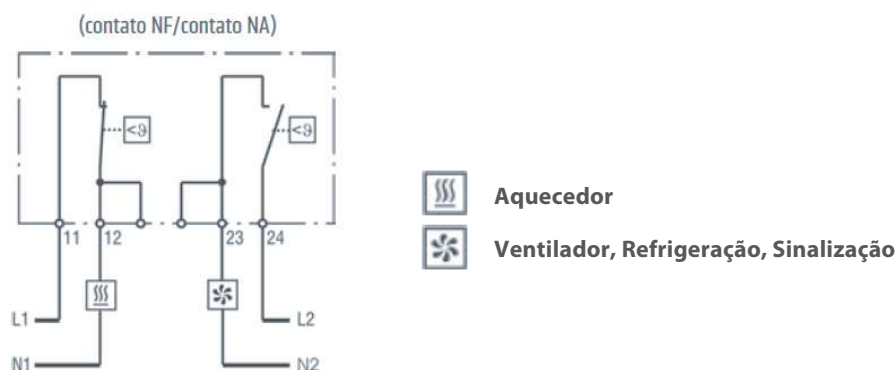 (contato NF/contato NA)
<ϑ
<ϑ
11
12
23
24
L1
L2
N1
N2
Aquecedor
Ventilador, Refrigeração, Sinalização